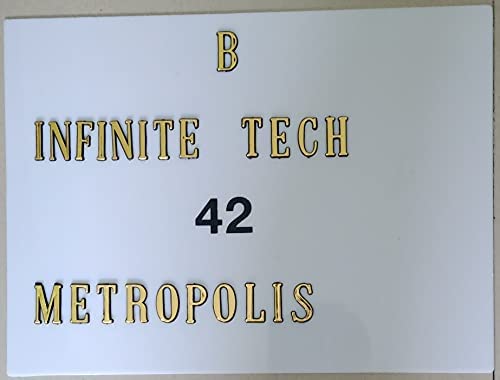 B
INFINITE TECH
42
METROPOLIS